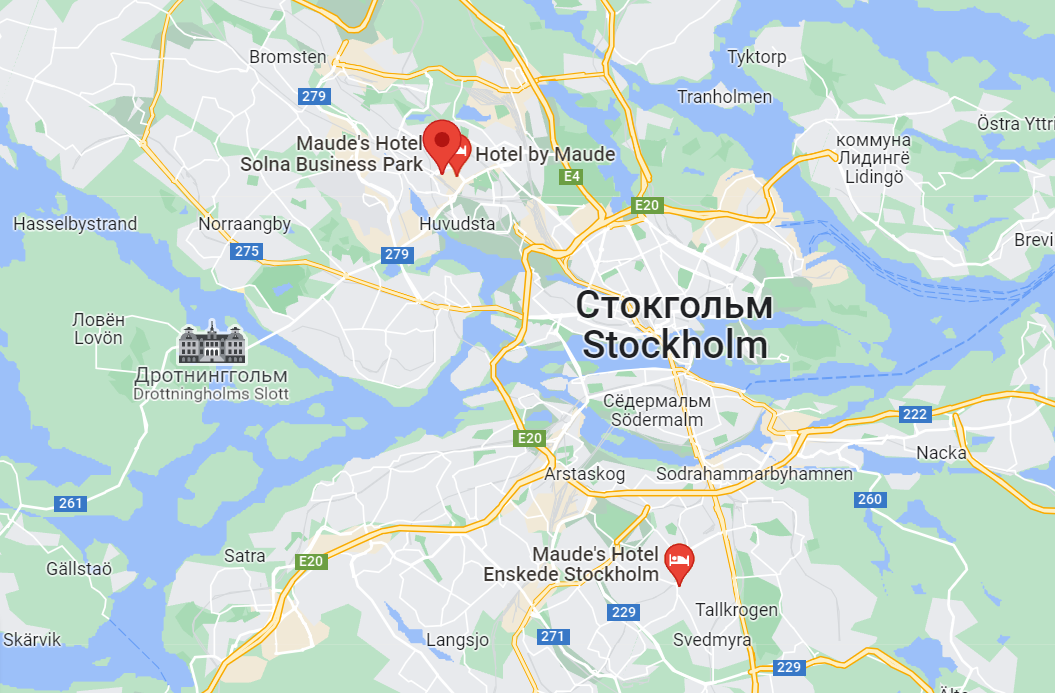 Bromsten
Tyktorp
279
Tranholmen
Östra Yttri
Maude's Hotel
Solna Business Park
Hotel by Maude
коммуна
Лидингё
Lidingö
E4
E20
Hasselbystrand
Norraangby
Huvudsta
275
279
Brevi
Стокгольм
Stockholm
Ловён
Lovön
Дротнингголм
Drottningholms Slott
Сёдермальм
Södermalm
222
E20
Nacka
Arstaskog
Sodrahammarbyhamnen
261
260
Satra
E20
Maude's Hotel
Enskede Stockholm
Gällstaö
229
Tallkrogen
Skärvik
Langsjo
271
Svedmyra
229
Älta